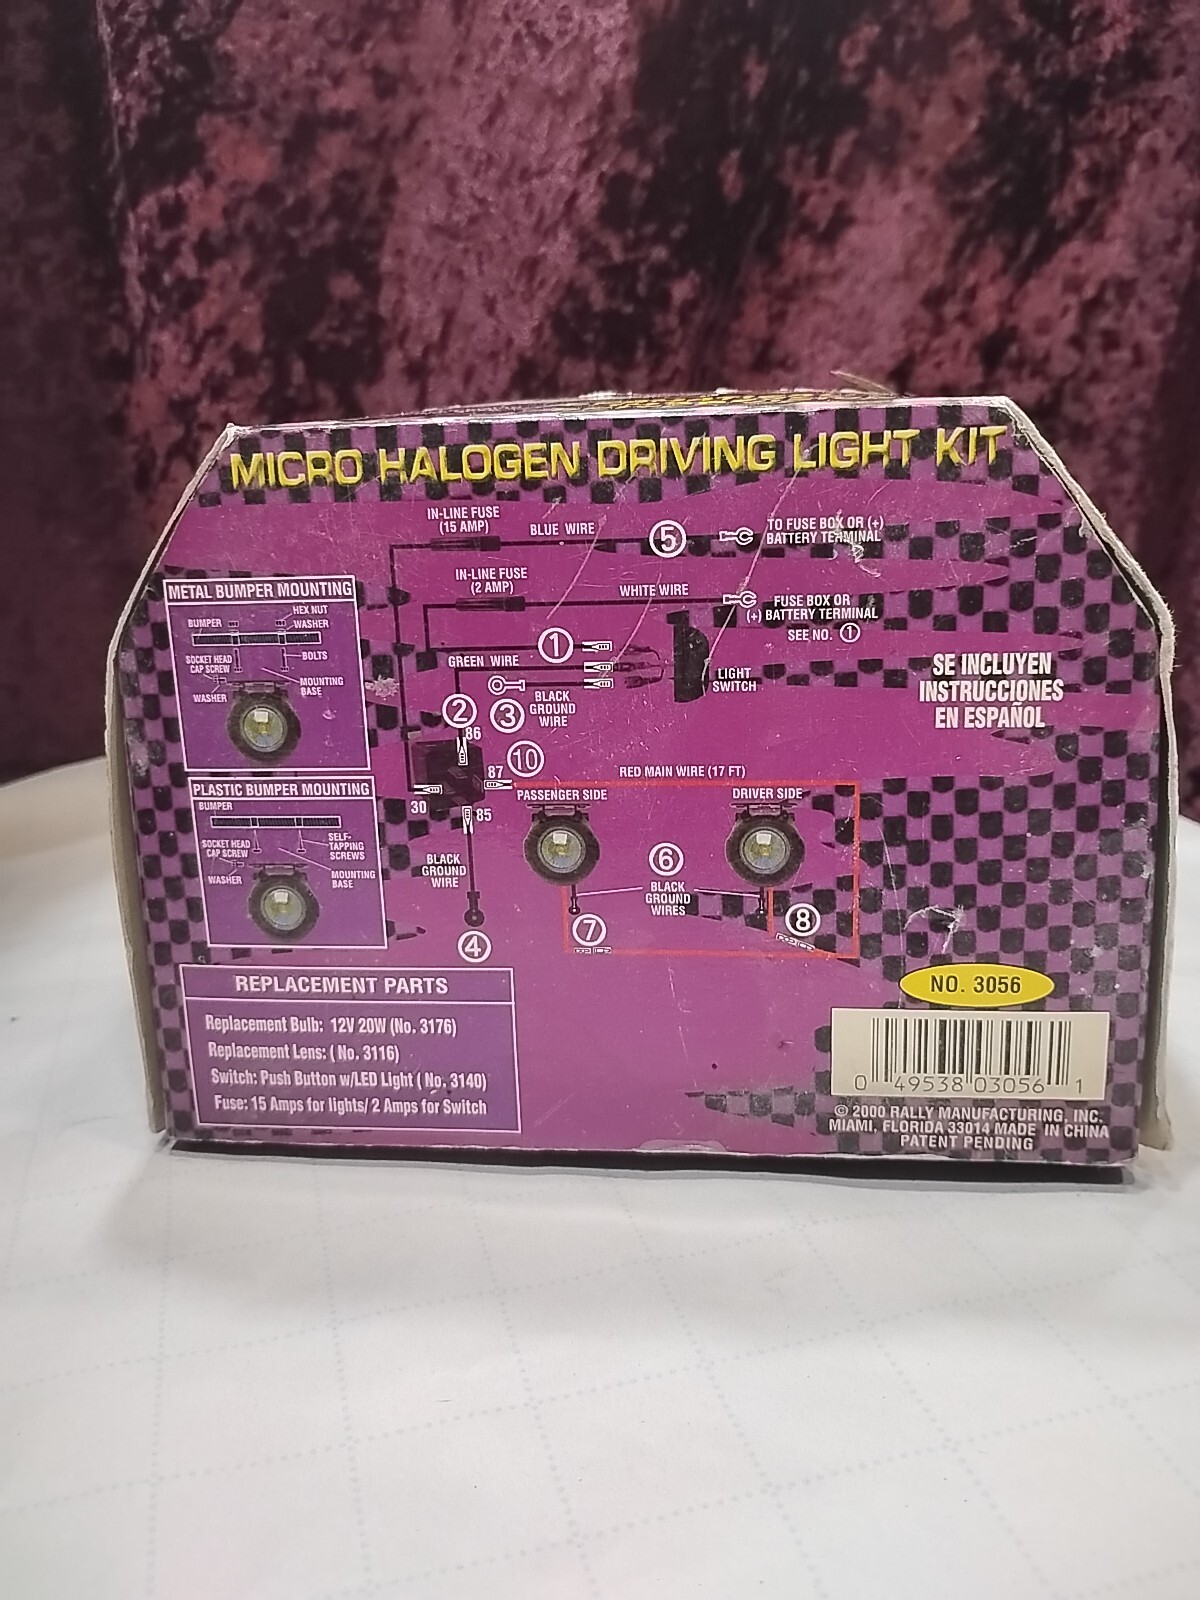 MICRO HALOGEN DRIVING LIGHT KIT
IN-LINE FUSE
(15 AMP)
BLUE WIRE
5
TO FUSE BOX OR (+)
BATTERY TERMINAL
IN-LINE FUSE
(2 AMP)
WHITE WIRE
FUSE BOX OR
(+) BATTERY TERMINAL
SEE NO. 1
1
GREEN WIRE
LIGHT
SWITCH
2
3
BLACK
GROUND
WIRE
86
10
87
30
85
RED MAIN WIRE (17 FT)
PASSENGER SIDE
DRIVER SIDE
BLACK
GROUND
WIRE
4
6
BLACK
GROUND
WIRES
7
8
METAL BUMPER MOUNTING
HEX NUT
BUMPER
WASHER
SOCKET HEAD
CAP SCREW
BOLTS
MOUNTING
BASE
WASHER
PLASTIC BUMPER MOUNTING
BUMPER
SOCKET HEAD
CAP SCREW
SELF-
TAPPING
SCREWS
WASHER
MOUNTING
BASE
SE INCLUYEN
INSTRUCCIONES
EN ESPAÑOL
REPLACEMENT PARTS
Replacement Bulb: 12V 20W (No. 3176)
Replacement Lens: ( No. 3116)
Switch: Push Button w/LED Light ( No. 3140)
Fuse: 15 Amps for lights/ 2 Amps for Switch
NO. 3056
0 49538 03056 1
© 2000 RALLY MANUFACTURING, INC.
MIAMI, FLORIDA 33014 MADE IN CHINA
PATENT PENDING